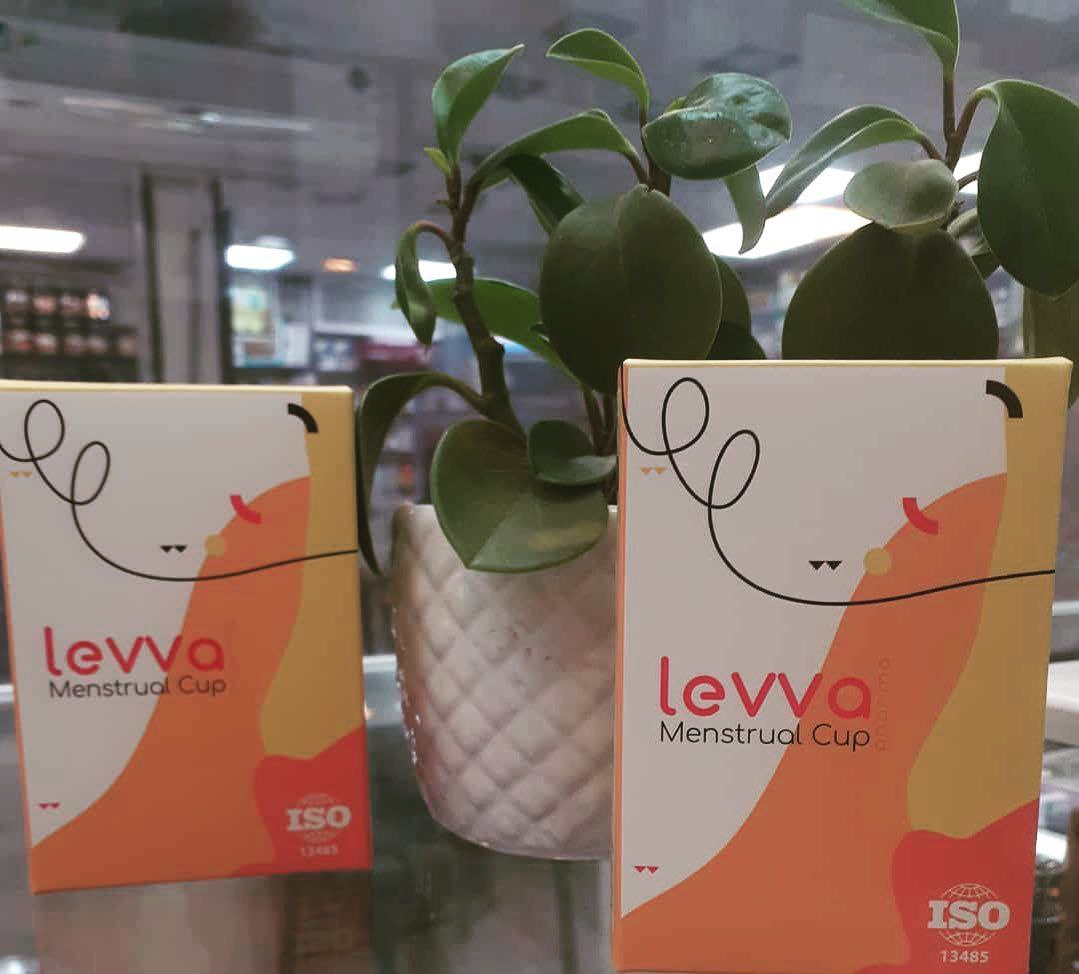 levva
Menstrual Cup
ISO
13485
levva
pharma
Menstrual Cup
ISO
13485